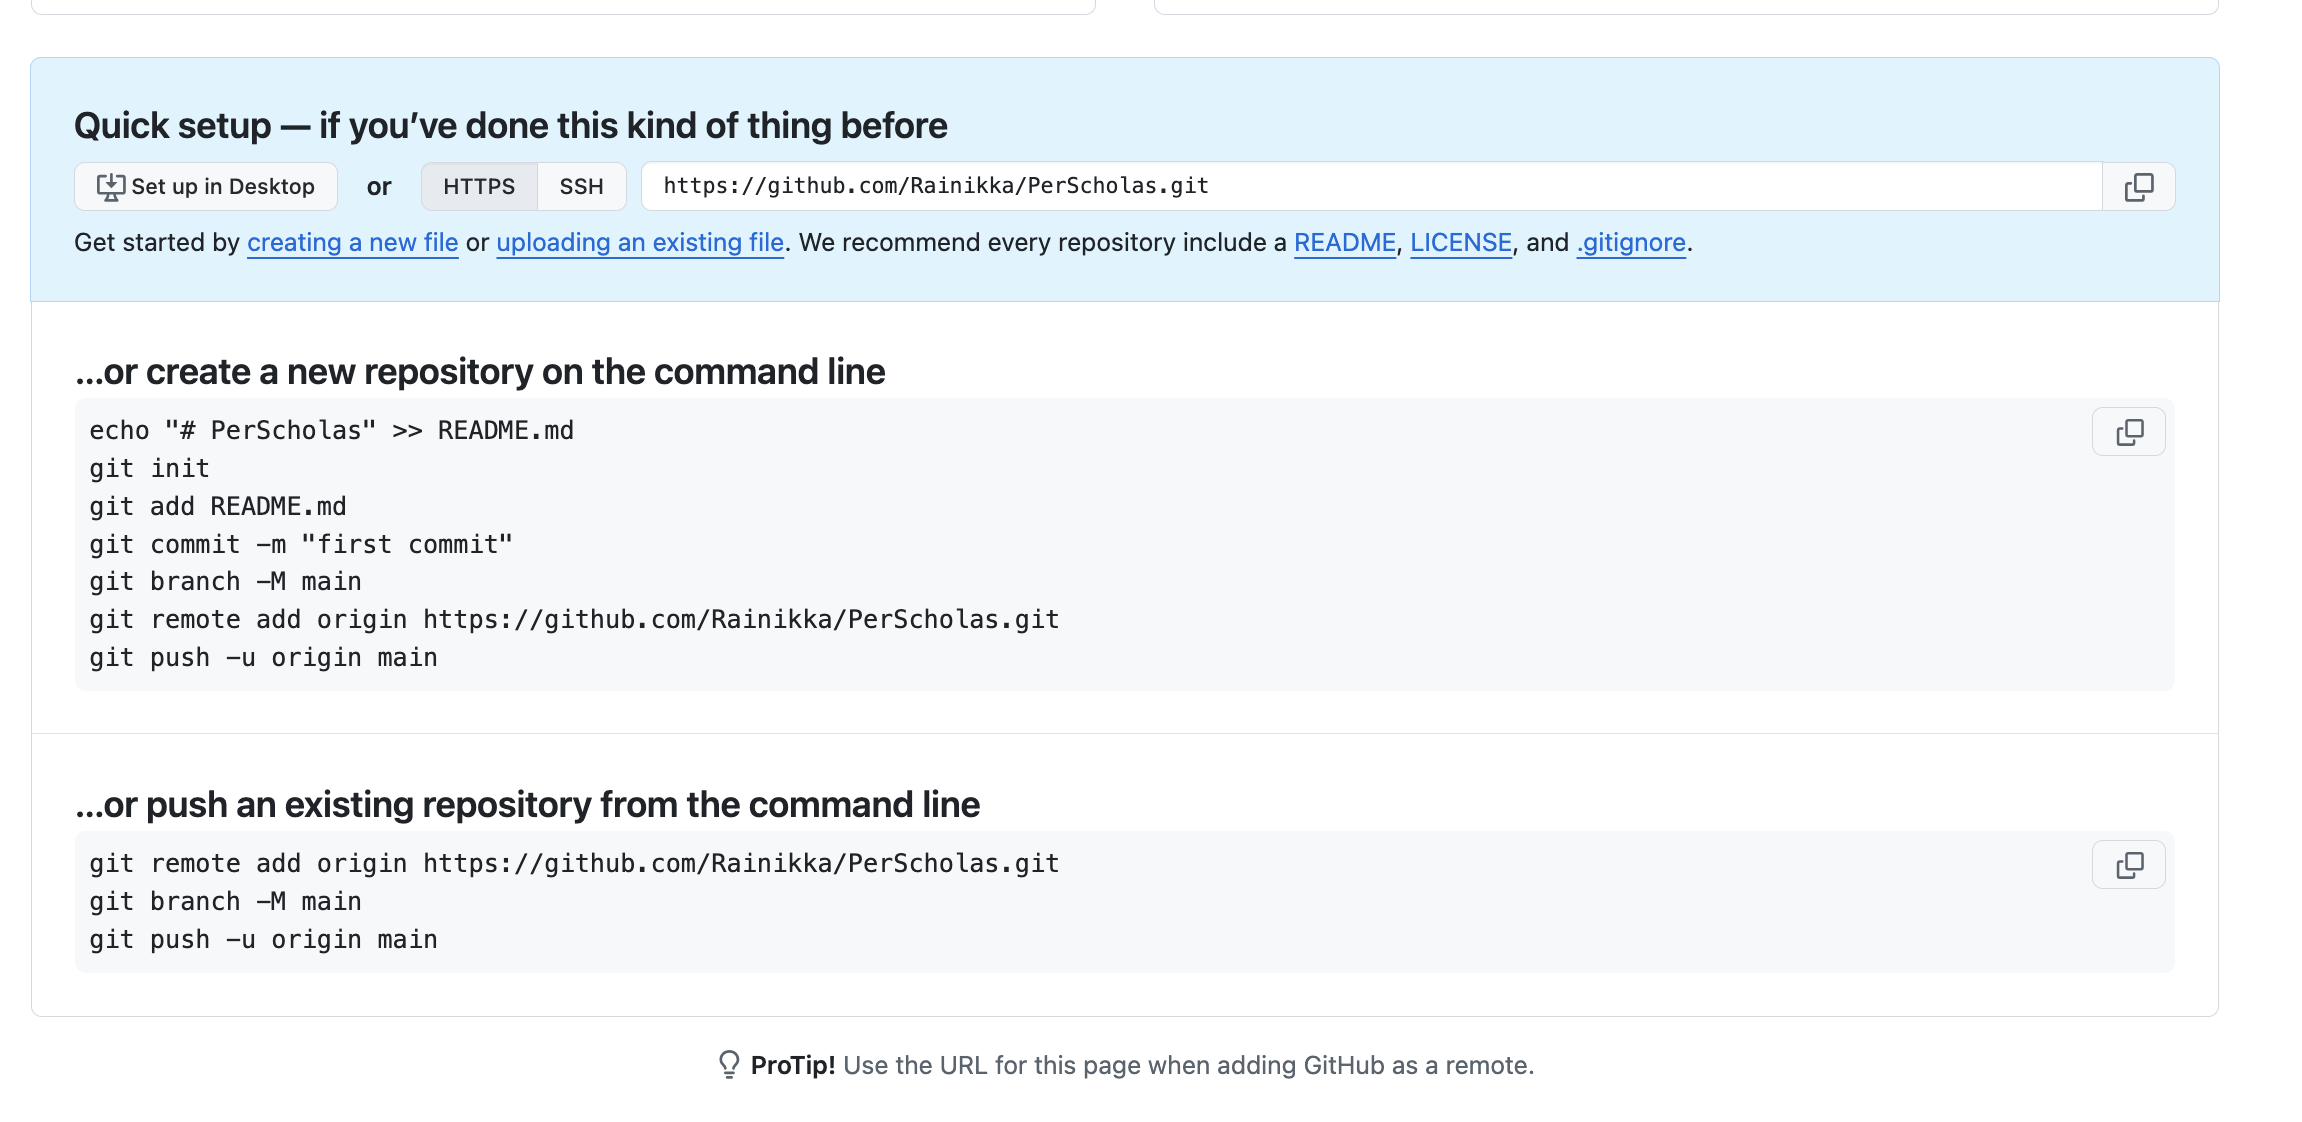 Quick setup — if you’ve done this kind of thing before
Set up in Desktop or HTTPS SSH https://github.com/Rainikka/PerScholas.git
Get started by creating a new file or uploading an existing file. We recommend every repository include a README, LICENSE, and .gitignore.
…or create a new repository on the command line
echo "# PerScholas" >> README.md
git init
git add README.md
git commit -m "first commit"
git branch -M main
git remote add origin https://github.com/Rainikka/PerScholas.git
git push -u origin main
…or push an existing repository from the command line
git remote add origin https://github.com/Rainikka/PerScholas.git
git branch -M main
git push -u origin main
ProTip! Use the URL for this page when adding GitHub as a remote.